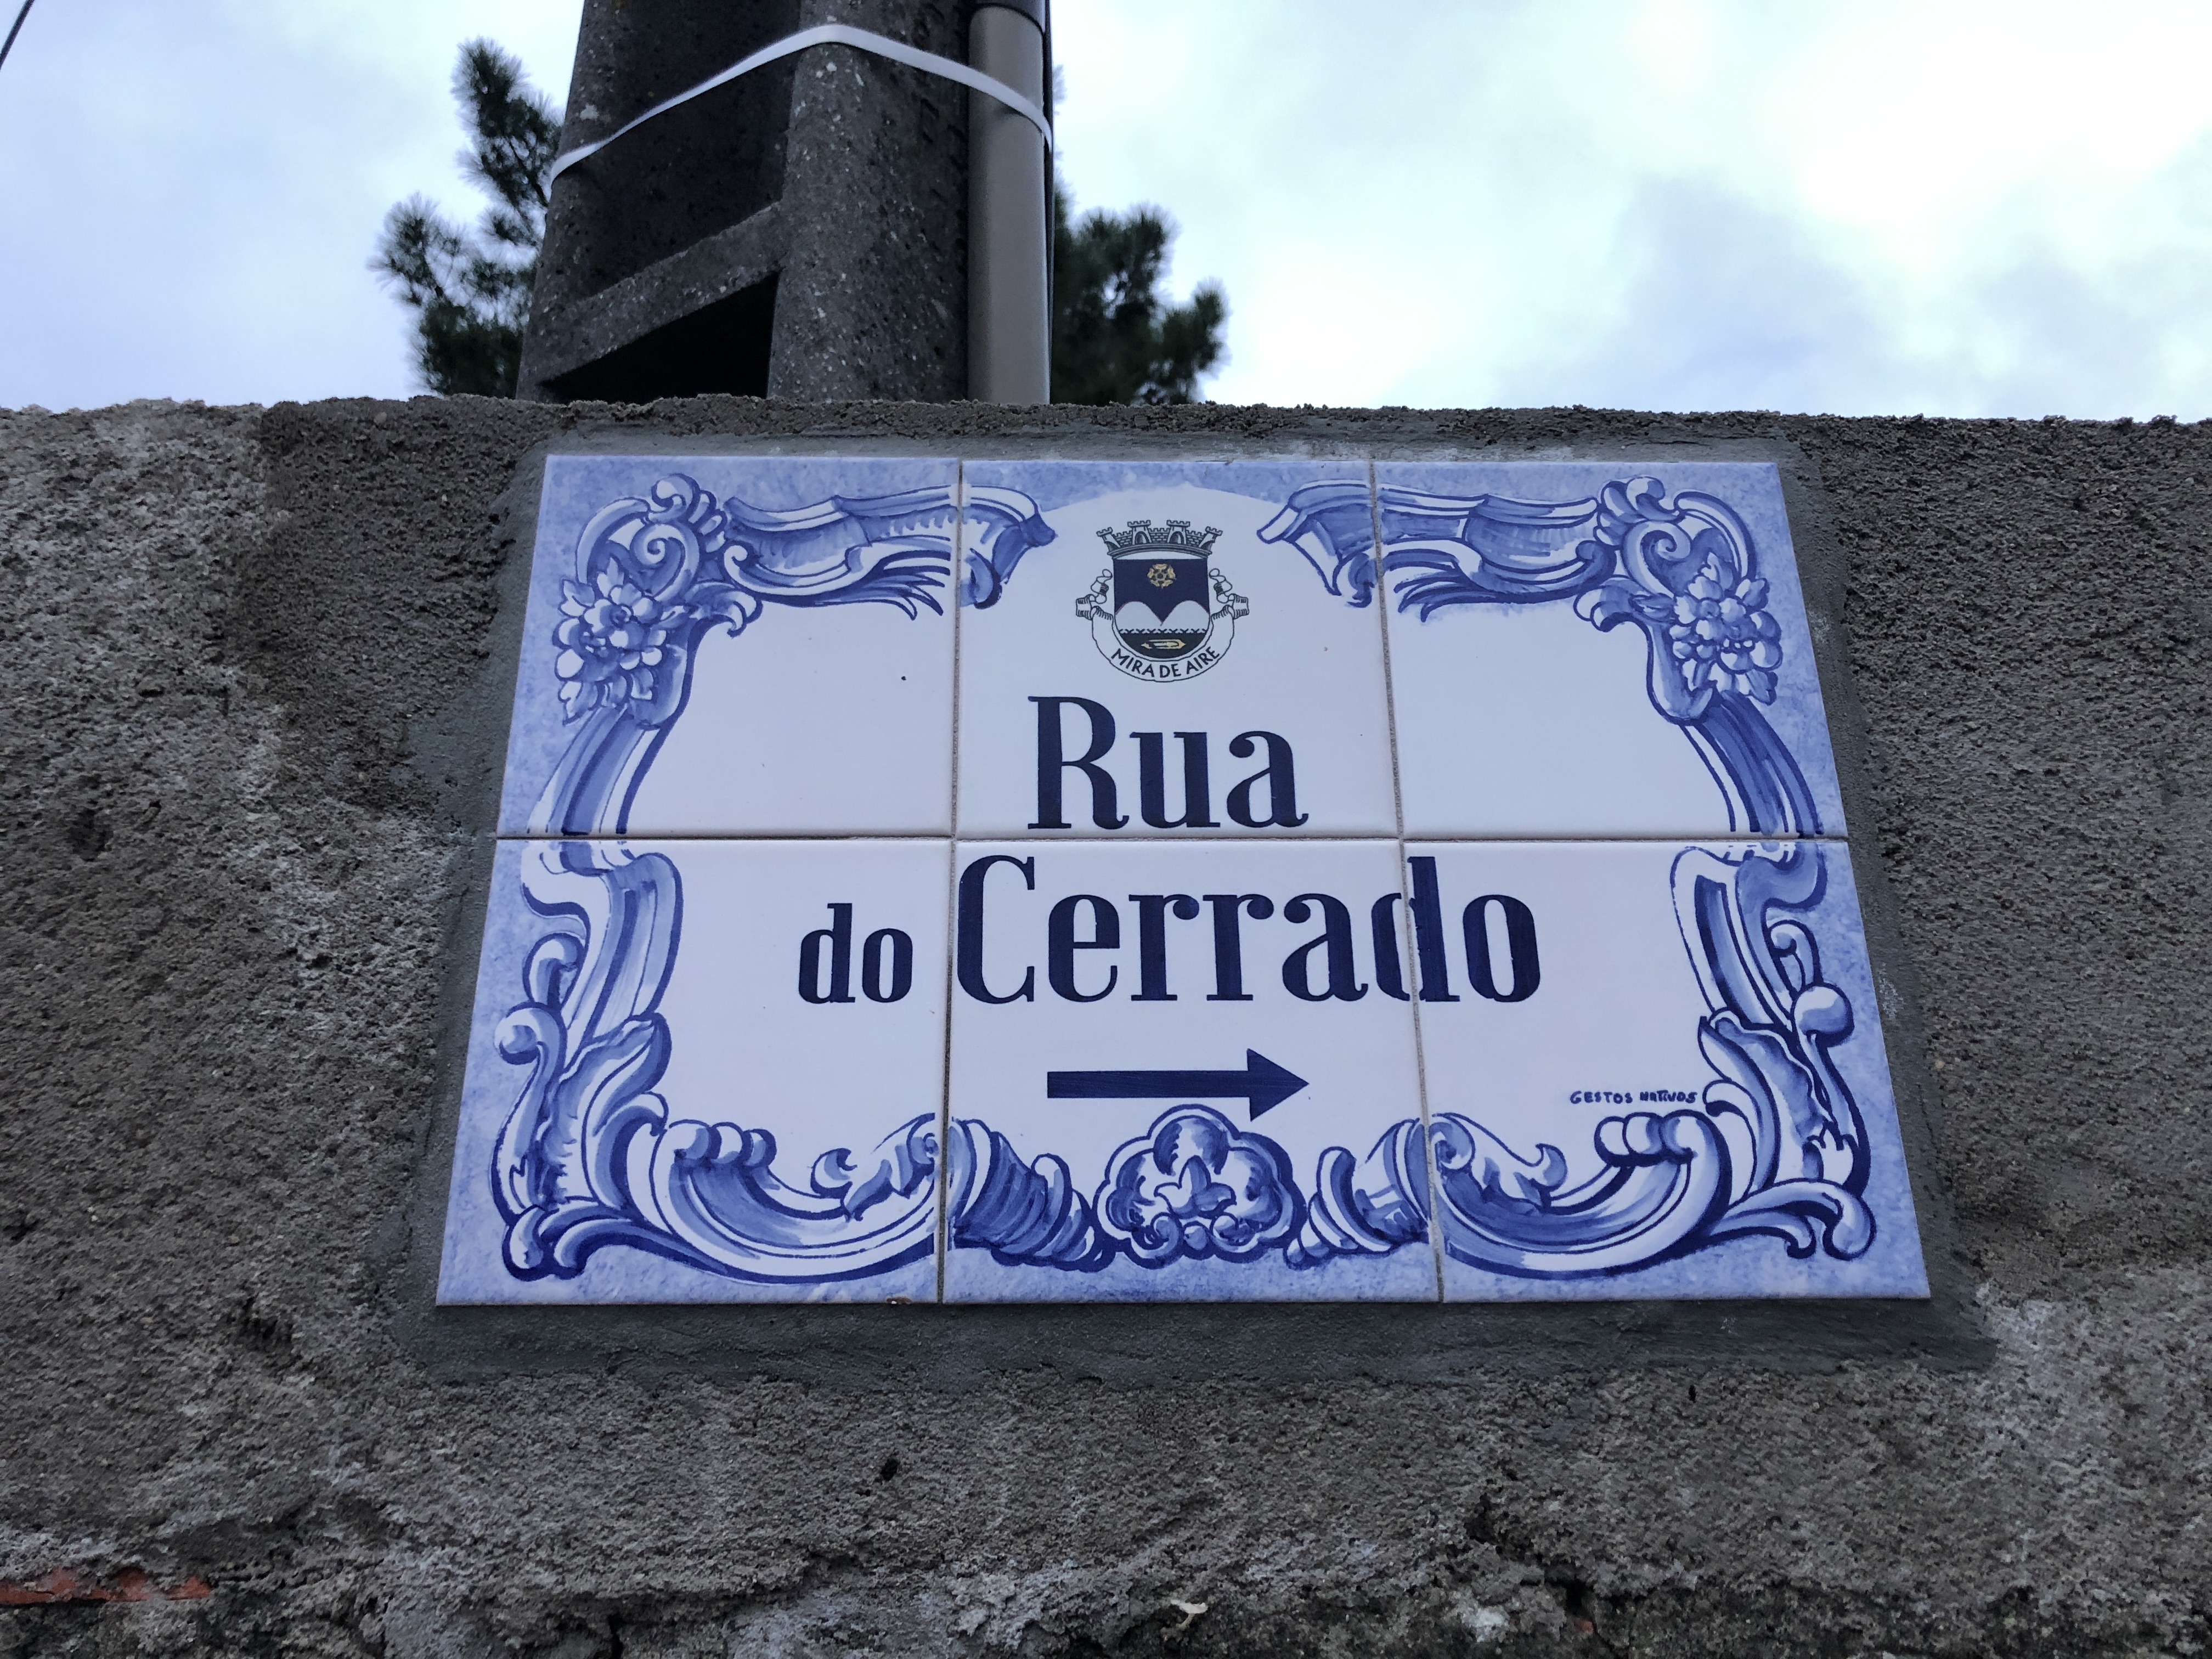 MIRA DE AIRE
Rua
do Cerrado
GESTOS NATIVOS